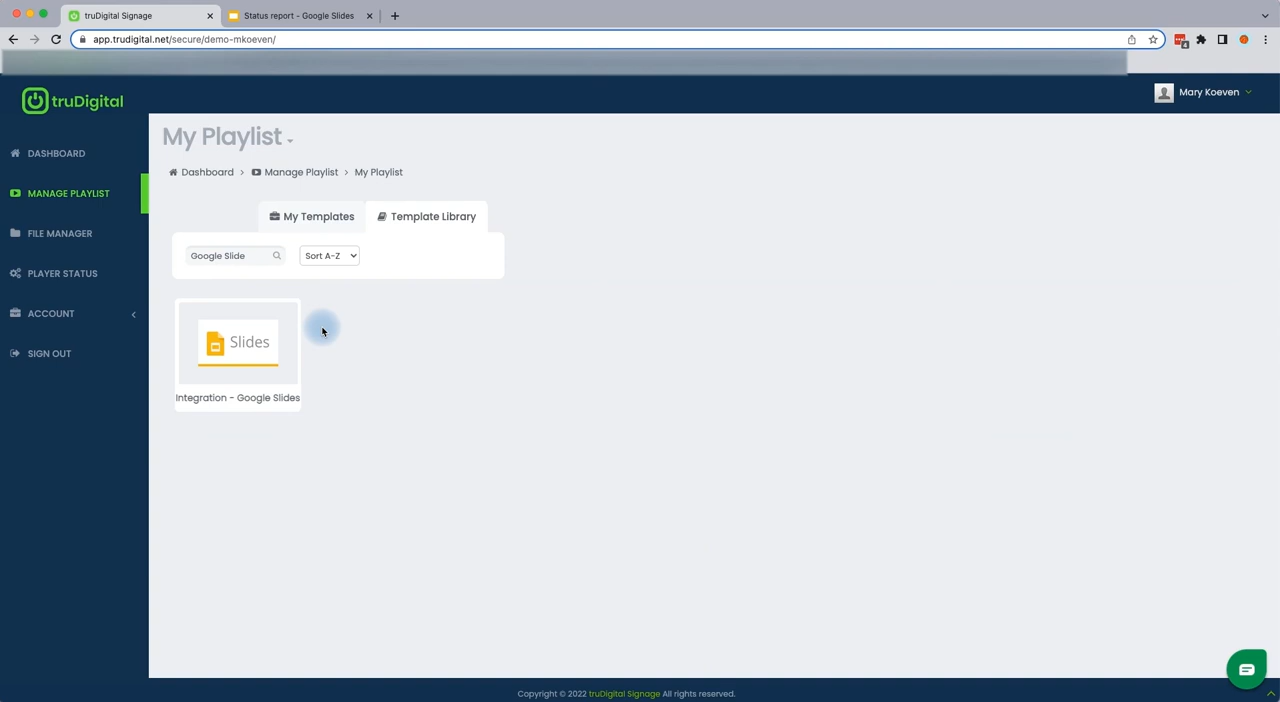 truDigital Signage
Status report - Google Slides
app.trudigital.net/secure/demo-mkoeven/
4
truDigital
Mary Koeven
My Playlist
DASHBOARD
Dashboard > Manage Playlist > My Playlist
MANAGE PLAYLIST
My Templates
Template Library
FILE MANAGER
Google Slide
Sort A-Z
PLAYER STATUS
ACCOUNT
SIGN OUT
Slides
Integration - Google Slides
Copyright © 2022 truDigital Signage All rights reserved.